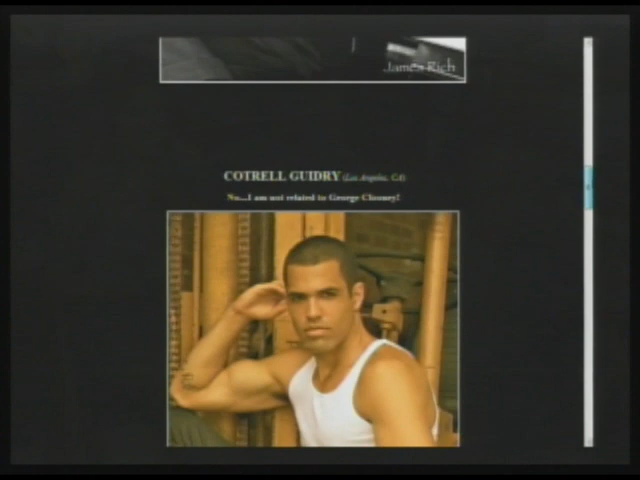 James Rich
COTRELL GUIDRY (Los Angeles, CA)
No...I am not related to George Clooney!